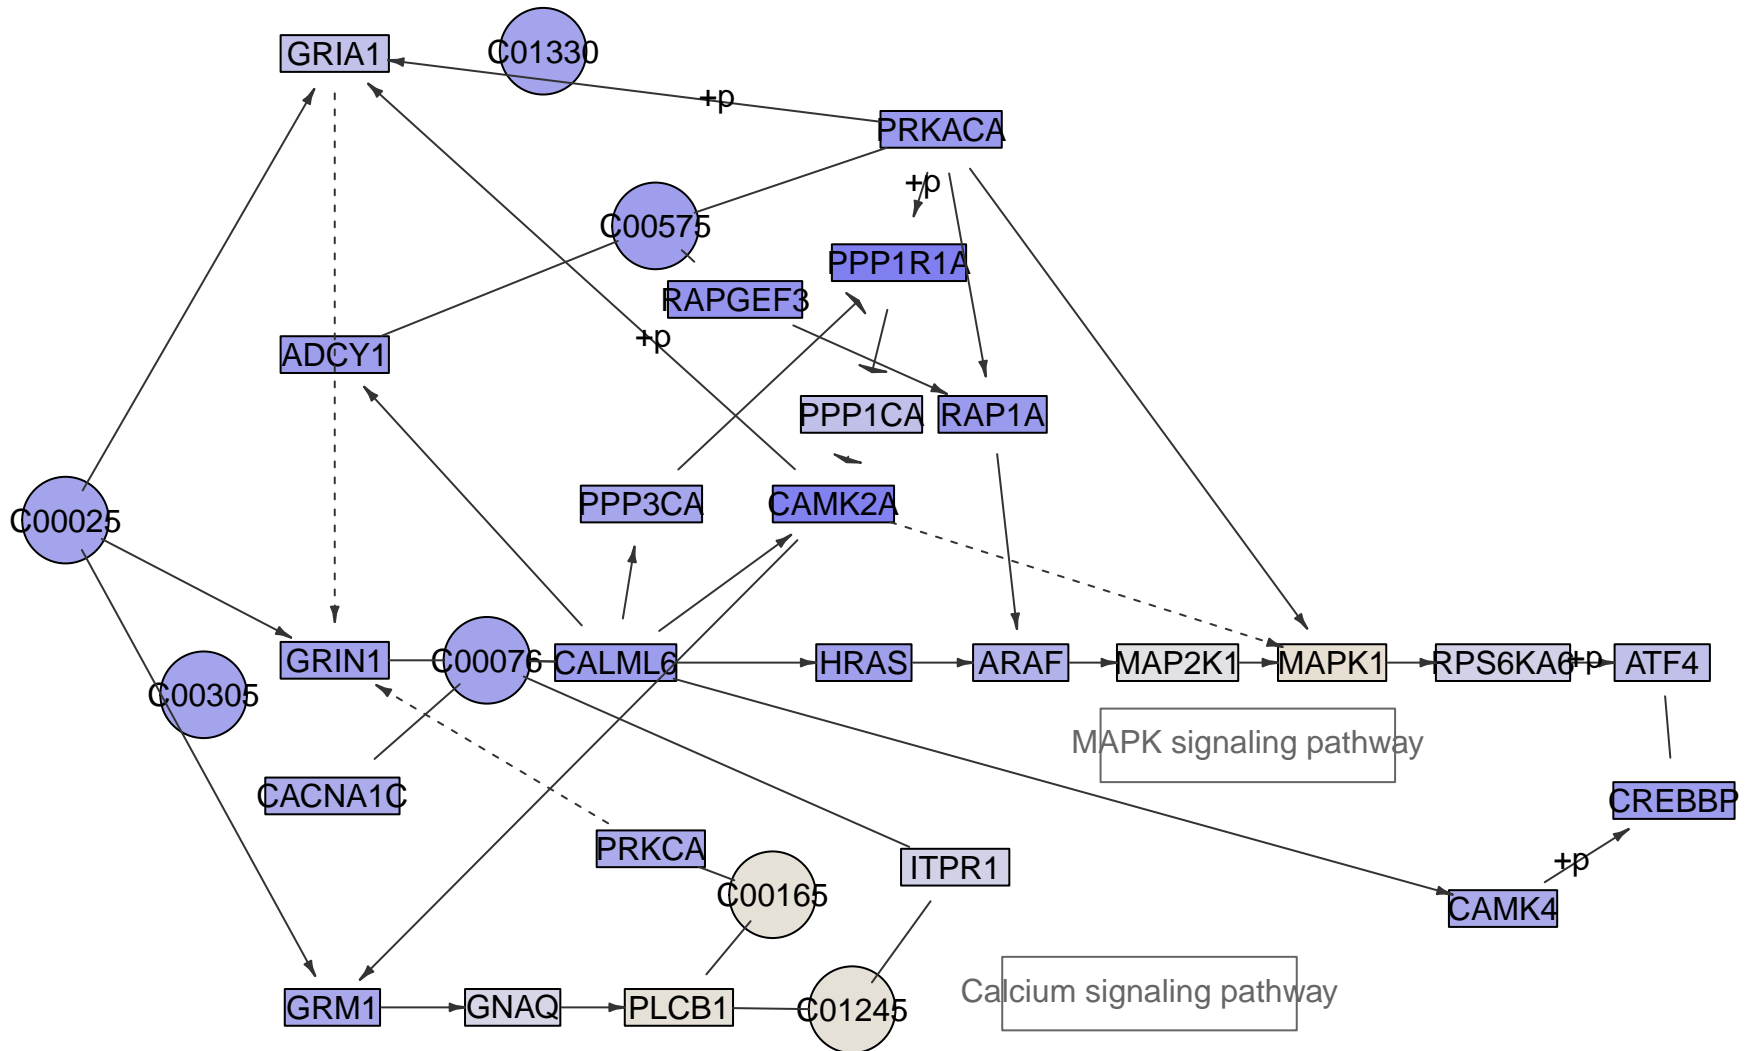 GRIA1
C01330
+p
PRKACA
+p
C00575
PPP1R1A
RAPGEF3
+p
ADCY1
PPP1CA
RAP1A
PPP3CA
CAMK2A
C00025
GRIN1
C00076
CALML6
HRAS
ARAF
MAP2K1
MAPK1
RPS6KA6
+p
ATF4
C00305
MAPK signaling pathway
CACNA1C
CREBBP
PRKCA
ITPR1
+p
C00165
CAMK4
Calcium signaling pathway
GRM1
GNAQ
PLCB1
C01245